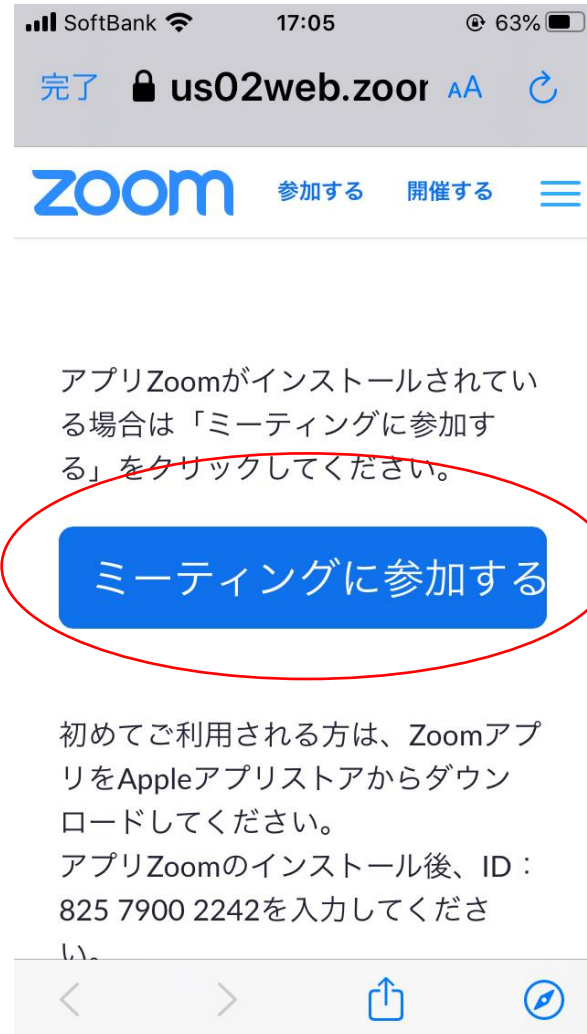 SoftBank 17:05 63%
完了 us02web.zoor AA
zoom 参加する 開催する
アプリZoomがインストールされてい
る場合は「ミーティングに参加す
る」をクリックしてください。
ミーティングに参加する
初めてご利用される方は、Zoomアプ
リをAppleアプリストアからダウン
ロードしてください。
アプリZoomのインストール後、ID：
825 7900 2242を入力してくださ
い。